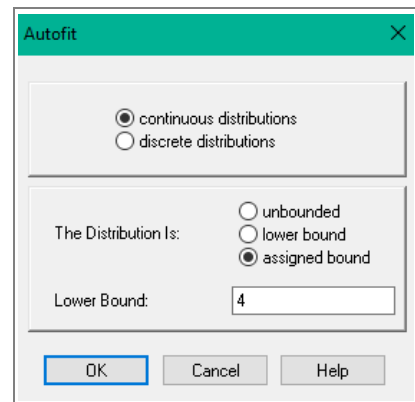 Autofit
continuous distributions
discrete distributions
The Distribution Is:
unbounded
lower bound
assigned bound
Lower Bound:
4
OK Cancel Help